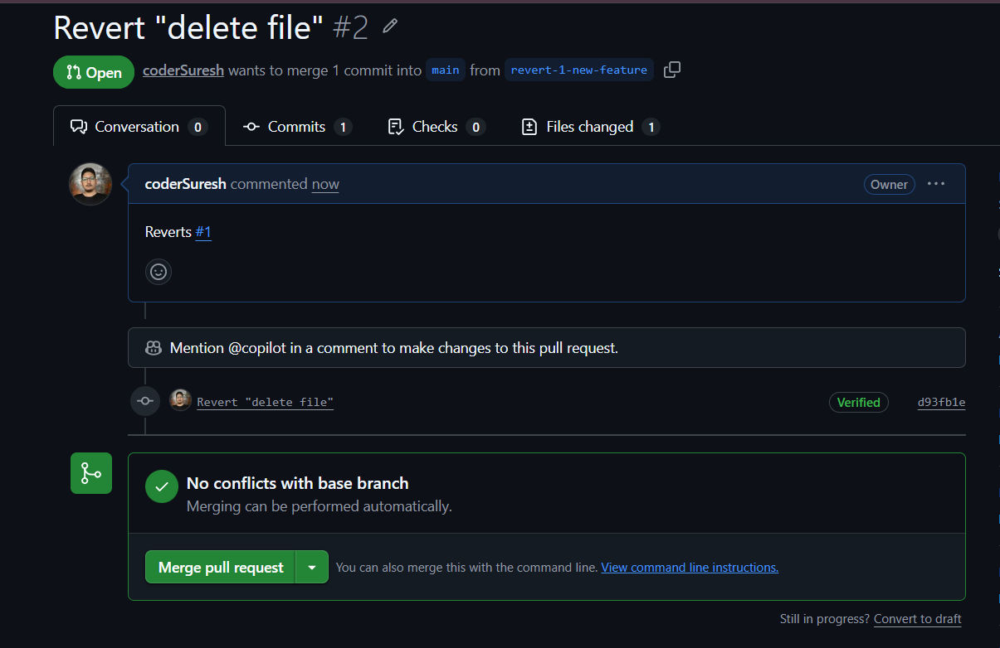 Revert "delete file" #2
Open coderSuresh wants to merge 1 commit into main from revert-1-new-feature
Conversation 0 Commits 1 Checks 0 Files changed 1
coderSuresh commented now Owner
Reverts #1
Mention @copilot in a comment to make changes to this pull request.
Revert "delete file" Verified d93fb1e
No conflicts with base branch
Merging can be performed automatically.
Merge pull request You can also merge this with the command line. View command line instructions.
Still in progress? Convert to draft